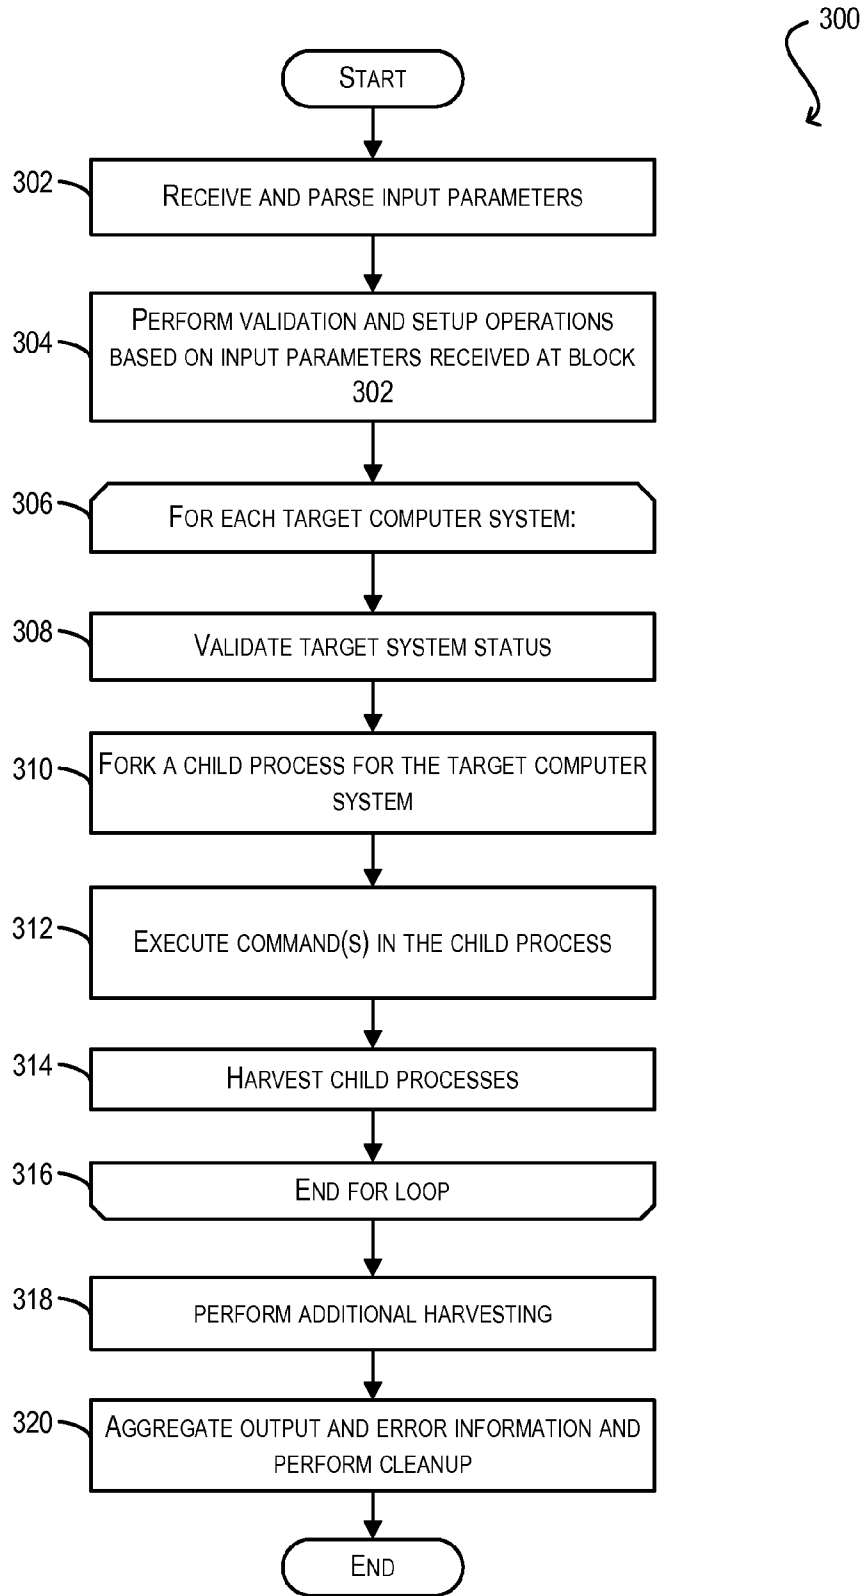 300
START
302
RECEIVE AND PARSE INPUT PARAMETERS
304
PERFORM VALIDATION AND SETUP OPERATIONS
BASED ON INPUT PARAMETERS RECEIVED AT BLOCK
302
306
FOR EACH TARGET COMPUTER SYSTEM:
308
VALIDATE TARGET SYSTEM STATUS
310
FORK A CHILD PROCESS FOR THE TARGET COMPUTER
SYSTEM
312
EXECUTE COMMAND(S) IN THE CHILD PROCESS
314
HARVEST CHILD PROCESSES
316
END FOR LOOP
318
PERFORM ADDITIONAL HARVESTING
320
AGGREGATE OUTPUT AND ERROR INFORMATION AND
PERFORM CLEANUP
END